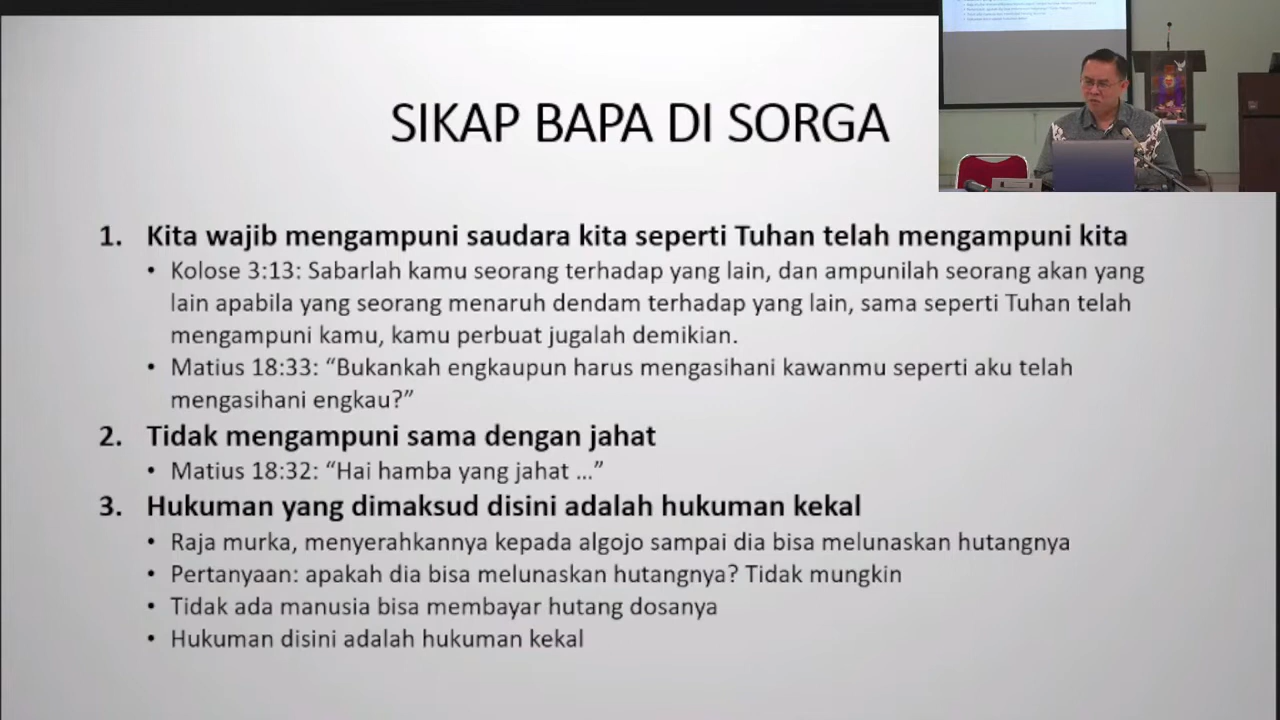 SIKAP BAPA DI SORGA
1. Kita wajib mengampuni saudara kita seperti Tuhan telah mengampuni kita
• Kolose 3:13: Sabarlah kamu seorang terhadap yang lain, dan ampunilah seorang akan yang
lain apabila yang seorang menaruh dendam terhadap yang lain, sama seperti Tuhan telah
mengampuni kamu, kamu perbuat jugalah demikian.
• Matius 18:33: “Bukankah engkaupun harus mengasihani kawanmu seperti aku telah
mengasihani engkau?”
2. Tidak mengampuni sama dengan jahat
• Matius 18:32: “Hai hamba yang jahat ...”
3. Hukuman yang dimaksud disini adalah hukuman kekal
• Raja murka, menyerahkannya kepada algojo sampai dia bisa melunaskan hutangnya
• Pertanyaan: apakah dia bisa melunaskan hutangnya? Tidak mungkin
• Tidak ada manusia bisa membayar hutang dosanya
• Hukuman disini adalah hukuman kekal